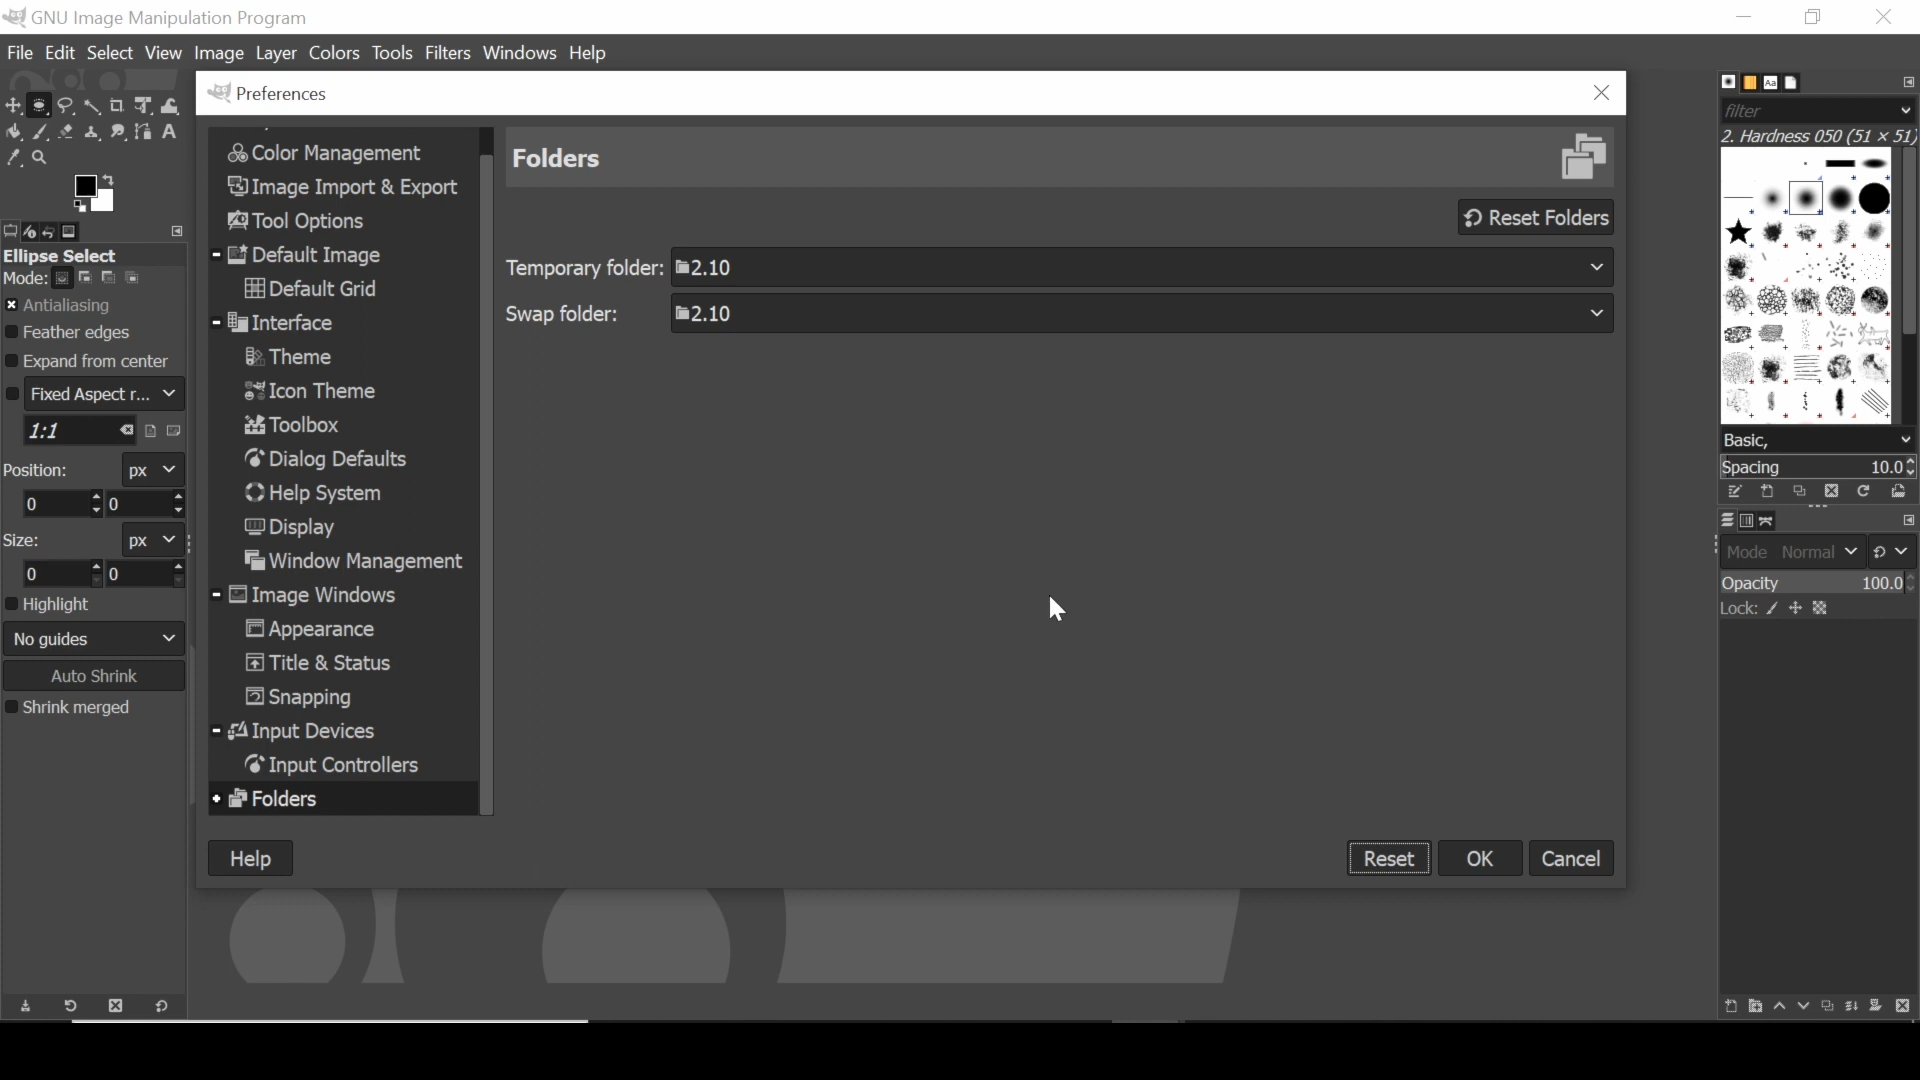 GNU Image Manipulation Program
File Edit Select View Image Layer Colors Tools Filters Windows Help
Preferences
Color Management
Image Import & Export
Tool Options
Default Image
Default Grid
Interface
Theme
Icon Theme
Toolbox
Dialog Defaults
Help System
Display
Window Management
Image Windows
Appearance
Title & Status
Snapping
Input Devices
Input Controllers
Folders
Help
Folders
Reset Folders
Temporary folder: 2.10
Swap folder: 2.10
Reset OK Cancel
Ellipse Select
Mode:
Antialiasing
Feather edges
Expand from center
Fixed Aspect r...
1:1
Position: px
0 0
Size: px
0 0
Highlight
No guides
Auto Shrink
Shrink merged
filter
2. Hardness 050 (51 × 51)
Basic,
Spacing 10.0
Mode Normal
Opacity 100.0
Lock: